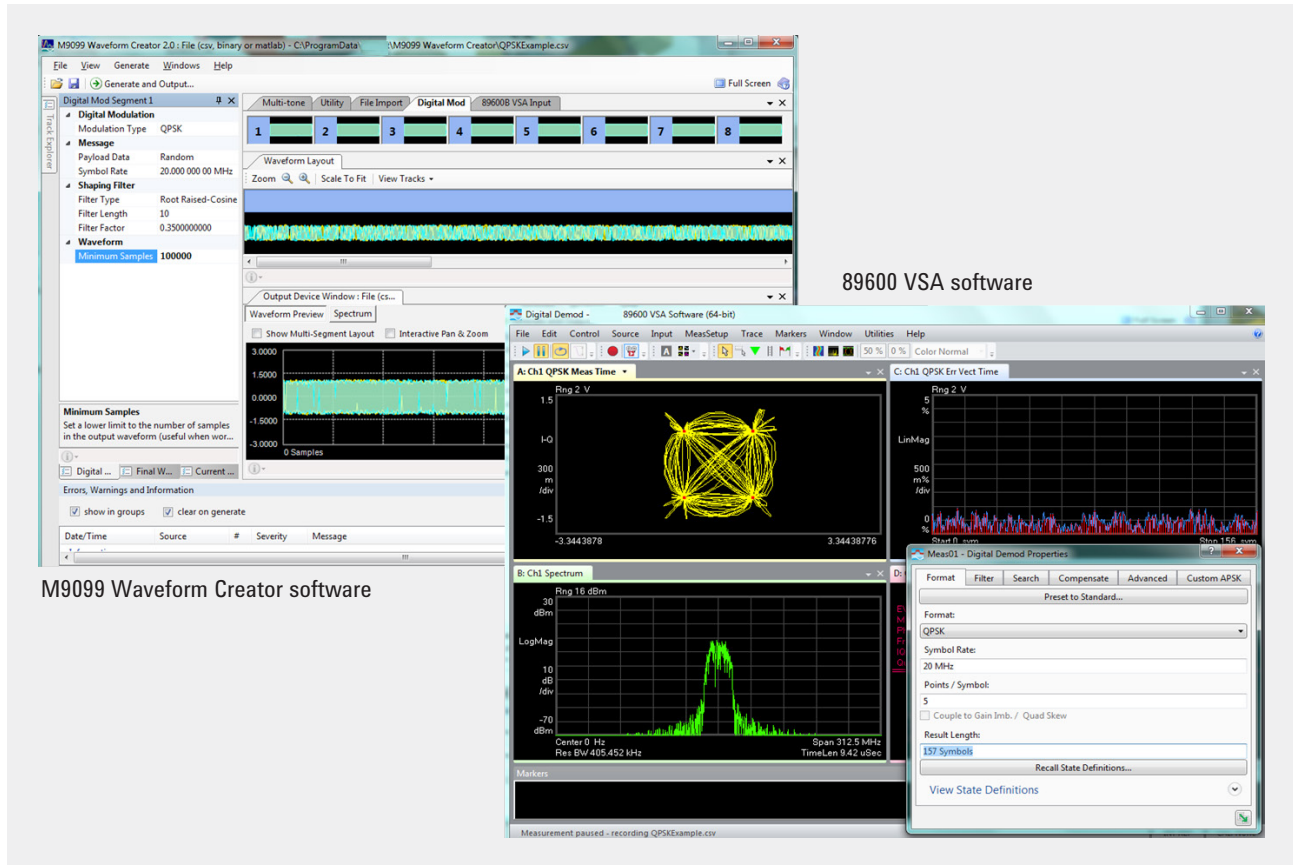 M9099 Waveform Creator 2.0 : File (csv, binary or matlab) - C:\ProgramData\ :\M9099 Waveform Creator\QPSKExample.csv
File View Generate Windows Help
Generate and Output... Full Screen
Track Explorer
Digital Mod Segment 1
Digital Modulation
Modulation Type QPSK
Message
Payload Data Random
Symbol Rate 20.000 000 00 MHz
Shaping Filter
Filter Type Root Raised-Cosine
Filter Length 10
Filter Factor 0.3500000000
Waveform
Minimum Samples 100000
Minimum Samples
Set a lower limit to the number of samples
in the output waveform (useful when wor...
Digital ... Final W... Current ...
Multi-tone Utility File Import Digital Mod 89600B VSA Input
1 2 3 4 5 6 7 8
Waveform Layout
Zoom Scale To Fit View Tracks
Output Device Window : File (cs...
Waveform Preview Spectrum
Show Multi-Segment Layout Interactive Pan & Zoom
3.0000
1.5000
0.0000
-1.5000
-3.0000
0 Samples
Errors, Warnings and Information
show in groups clear on generate
Date/Time Source # Severity Message
M9099 Waveform Creator software
89600 VSA software
Digital Demod - 89600 VSA Software (64-bit)
File Edit Control Source Input MeasSetup Trace Markers Window Utilities Help
50 % 0 % Color Normal
A: Ch1 QPSK Meas Time
Rng 2 V
1.5
I-Q
300
m
/div
-1.5
-3.3443878 3.34438776
C: Ch1 QPSK Err Vect Time
Rng 2 V
5
%
LinMag
500
m%
/div
0
%
Start 0 sym Stop 156 sym
B: Ch1 Spectrum
Rng 16 dBm
30
dBm
LogMag
10
dB
/div
-70
dBm
Center 0 Hz Span 312.5 MHz
Res BW 405.452 kHz TimeLen 9.42 uSec
D:
Markers
Measurement paused - recording QPSKExample.csv
Meas01 - Digital Demod Properties
Format Filter Search Compensate Advanced Custom APSK
Preset to Standard...
Format:
QPSK
Symbol Rate:
20 MHz
Points / Symbol:
5
Couple to Gain Imb. / Quad Skew
Result Length:
157 Symbols
Recall State Definitions...
View State Definitions